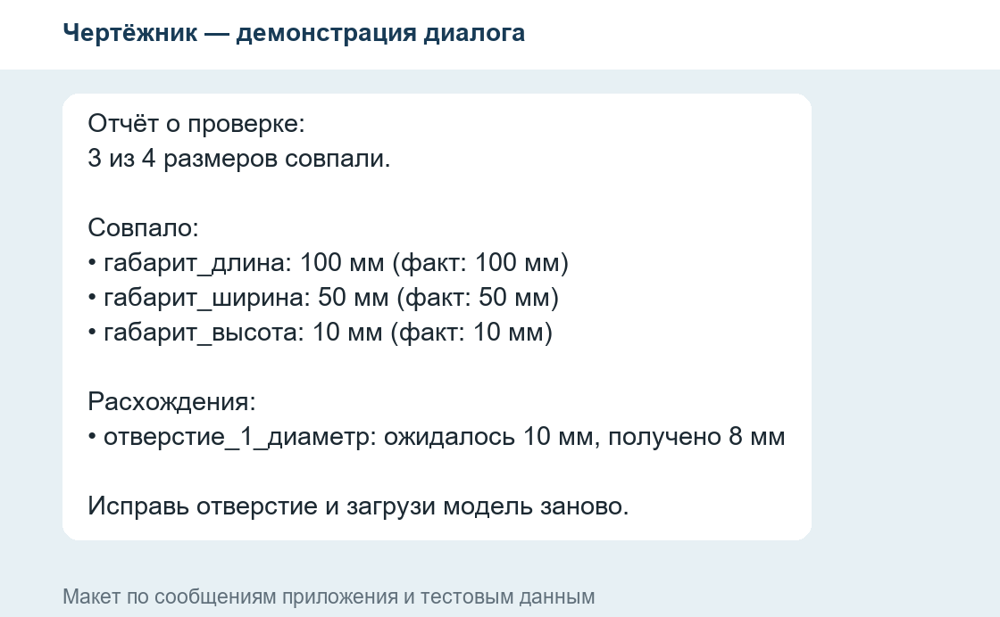 Чертёжник — демонстрация диалога
Отчёт о проверке:
3 из 4 размеров совпали.
Совпало:
• габарит_длина: 100 мм (факт: 100 мм)
• габарит_ширина: 50 мм (факт: 50 мм)
• габарит_высота: 10 мм (факт: 10 мм)
Расхождения:
• отверстие_1_диаметр: ожидалось 10 мм, получено 8 мм
Исправь отверстие и загрузи модель заново.
Макет по сообщениям приложения и тестовым данным